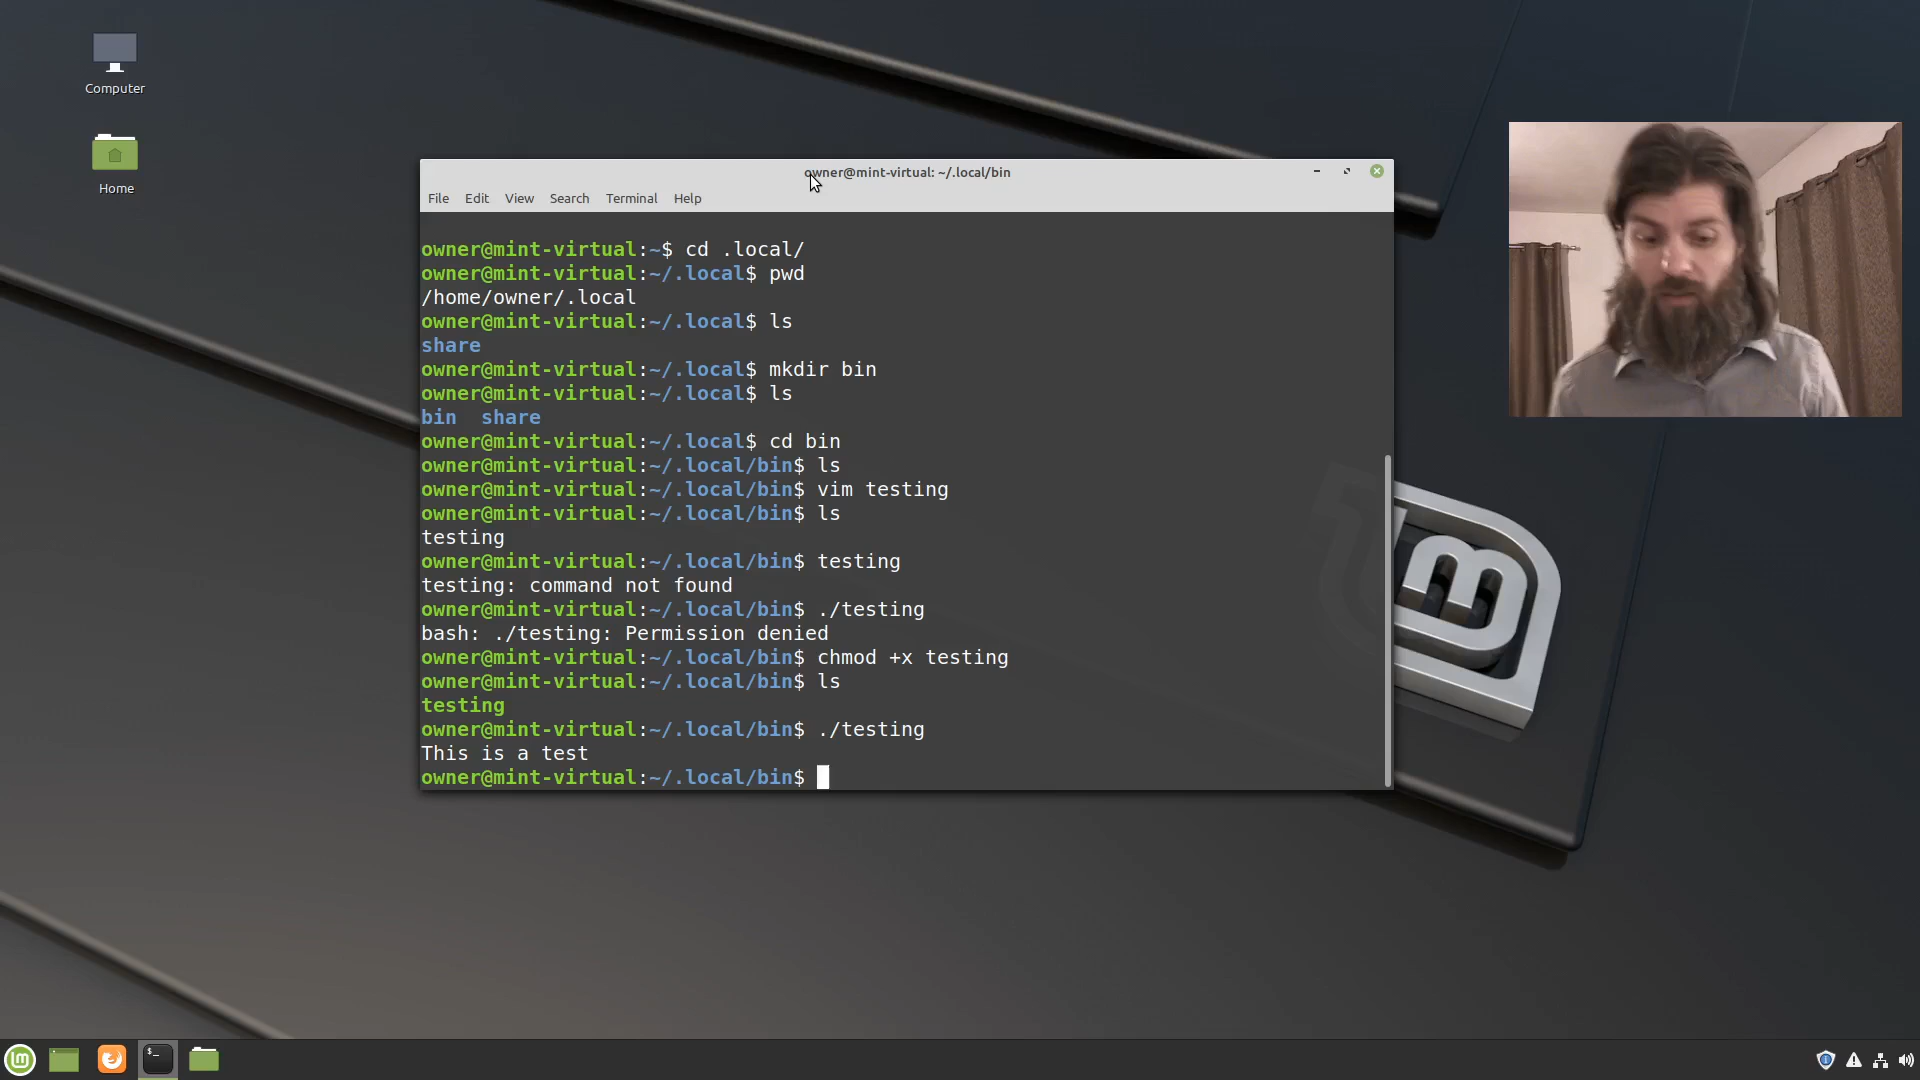 Computer
Home
owner@mint-virtual: ~/.local/bin
File Edit View Search Terminal Help
owner@mint-virtual:~$ cd .local/
owner@mint-virtual:~/.local$ pwd
/home/owner/.local
owner@mint-virtual:~/.local$ ls
share
owner@mint-virtual:~/.local$ mkdir bin
owner@mint-virtual:~/.local$ ls
bin  share
owner@mint-virtual:~/.local$ cd bin
owner@mint-virtual:~/.local/bin$ ls
owner@mint-virtual:~/.local/bin$ vim testing
owner@mint-virtual:~/.local/bin$ ls
testing
owner@mint-virtual:~/.local/bin$ testing
testing: command not found
owner@mint-virtual:~/.local/bin$ ./testing
bash: ./testing: Permission denied
owner@mint-virtual:~/.local/bin$ chmod +x testing
owner@mint-virtual:~/.local/bin$ ls
testing
owner@mint-virtual:~/.local/bin$ ./testing
This is a test
owner@mint-virtual:~/.local/bin$